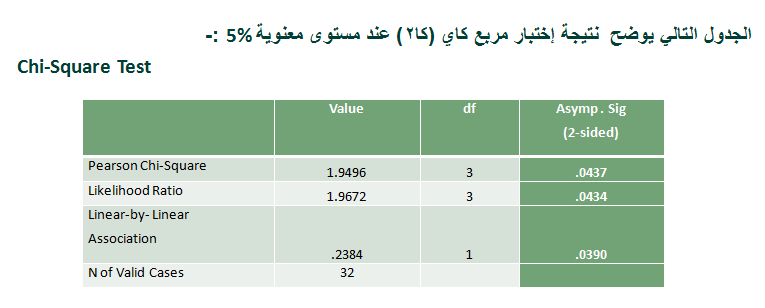 الجدول التالي يوضح نتيجة إختبار مربع كاي (كا٢) عند مستوى معنوية 5% :-
Chi-Square Test
Value df Asymp. Sig (2-sided)
Pearson Chi-Square 1.9496 3 .0437
Likelihood Ratio 1.9672 3 .0434
Linear-by- Linear
Association .2384 1 .0390
N of Valid Cases 32